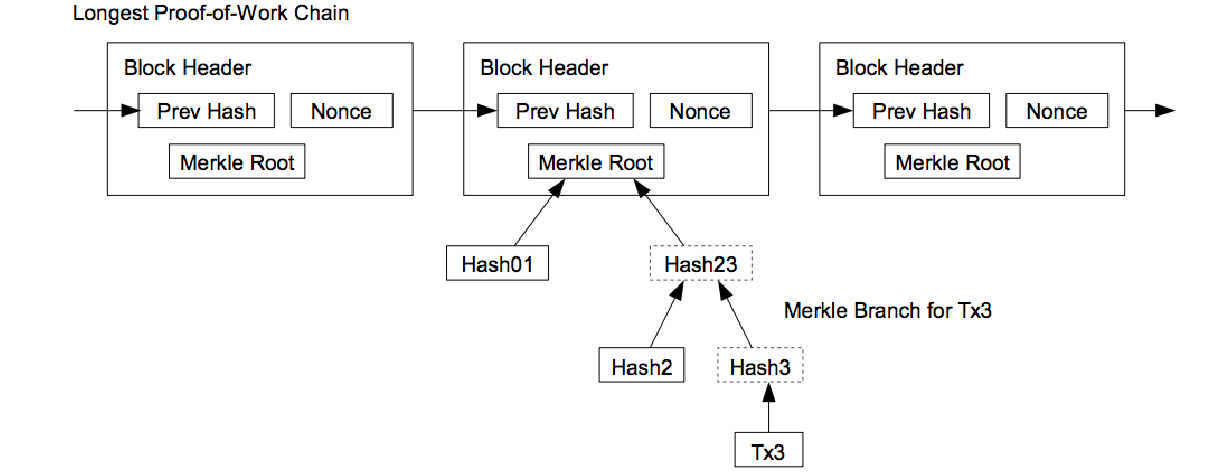 Longest Proof-of-Work Chain
Block Header
Block Header
Block Header
Prev Hash
Nonce
Prev Hash
Nonce
Prev Hash
Nonce
Merkle Root
Merkle Root
Merkle Root
Hash01
Hash23
Merkle Branch for Tx3
Hash2
Hash3
Tx3